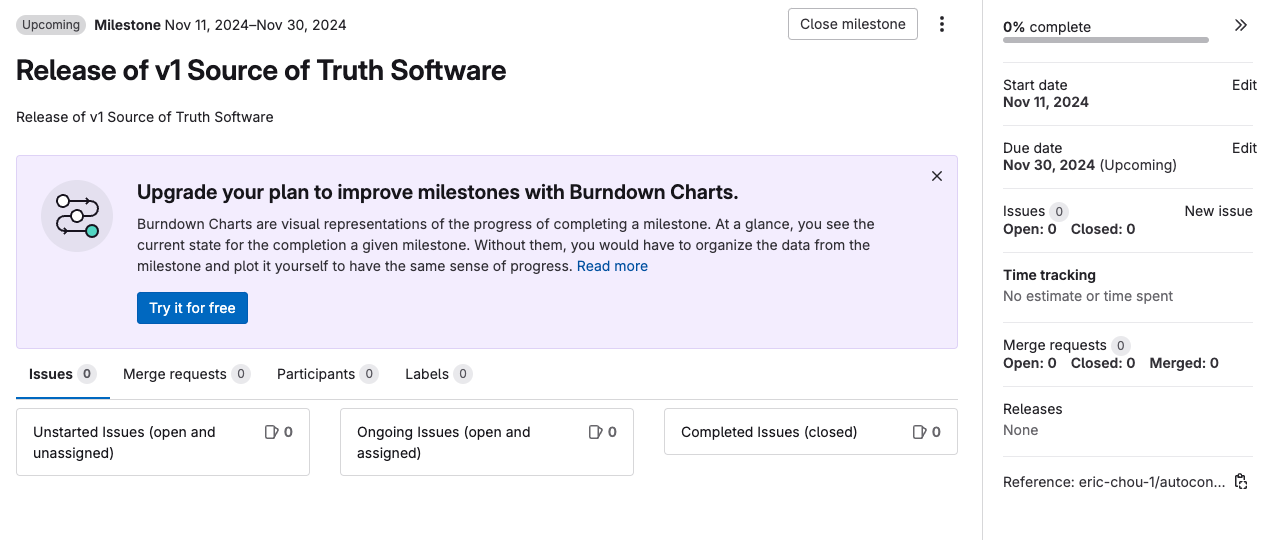 Upcoming Milestone Nov 11, 2024–Nov 30, 2024
Close milestone
Release of v1 Source of Truth Software
Release of v1 Source of Truth Software
Upgrade your plan to improve milestones with Burndown Charts.
Burndown Charts are visual representations of the progress of completing a milestone. At a glance, you see the
current state for the completion a given milestone. Without them, you would have to organize the data from the
milestone and plot it yourself to have the same sense of progress. Read more
Try it for free
Issues 0 Merge requests 0 Participants 0 Labels 0
Unstarted Issues (open and
unassigned)
0
Ongoing Issues (open and
assigned)
0
Completed Issues (closed)
0
0% complete
Start date Edit
Nov 11, 2024
Due date Edit
Nov 30, 2024 (Upcoming)
Issues 0 New issue
Open: 0 Closed: 0
Time tracking
No estimate or time spent
Merge requests 0
Open: 0 Closed: 0 Merged: 0
Releases
None
Reference: eric-chou-1/autocon...